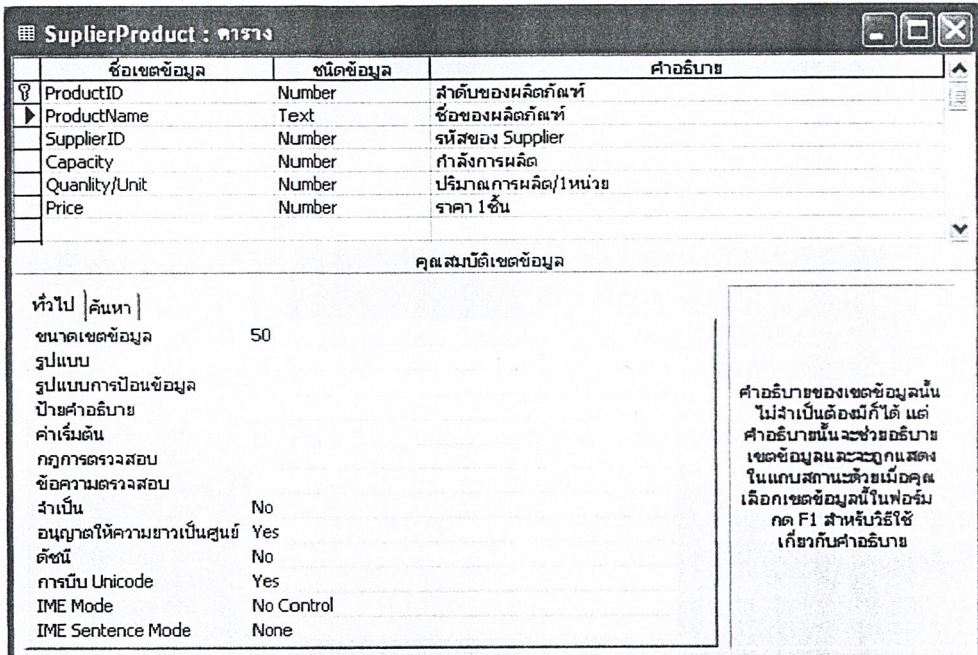 SuplierProduct : ตาราง
ชื่อเขตข้อมูล ชนิดข้อมูล คำอธิบาย
ProductID Number ลำดับของผลิตภัณฑ์
ProductName Text ชื่อของผลิตภัณฑ์
SupplierID Number รหัสของ Supplier
Capacity Number กำลังการผลิต
Quanlity/Unit Number ปริมาณการผลิต/1หน่วย
Price Number ราคา 1ชิ้น
คุณสมบัติเขตข้อมูล
ทั่วไป ค้นหา
ขนาดเขตข้อมูล 50
รูปแบบ
รูปแบบการป้อนข้อมูล
ป้ายคำอธิบาย
ค่าเริ่มต้น
กฎการตรวจสอบ
ข้อความตรวจสอบ
จำเป็น No
อนุญาตให้ความยาวเป็นศูนย์ Yes
ดัชนี No
การบีบ Unicode Yes
IME Mode No Control
IME Sentence Mode None
คำอธิบายของเขตข้อมูลนั้น
ไม่จำเป็นต้องมีก็ได้ แต่
คำอธิบายนั้นจะช่วยอธิบาย
เขตข้อมูลและจะถูกแสดง
ในแถบสถานะด้วยเมื่อคุณ
เลือกเขตข้อมูลนี้ในฟอร์ม
กด F1 สำหรับวิธีใช้
เกี่ยวกับคำอธิบาย